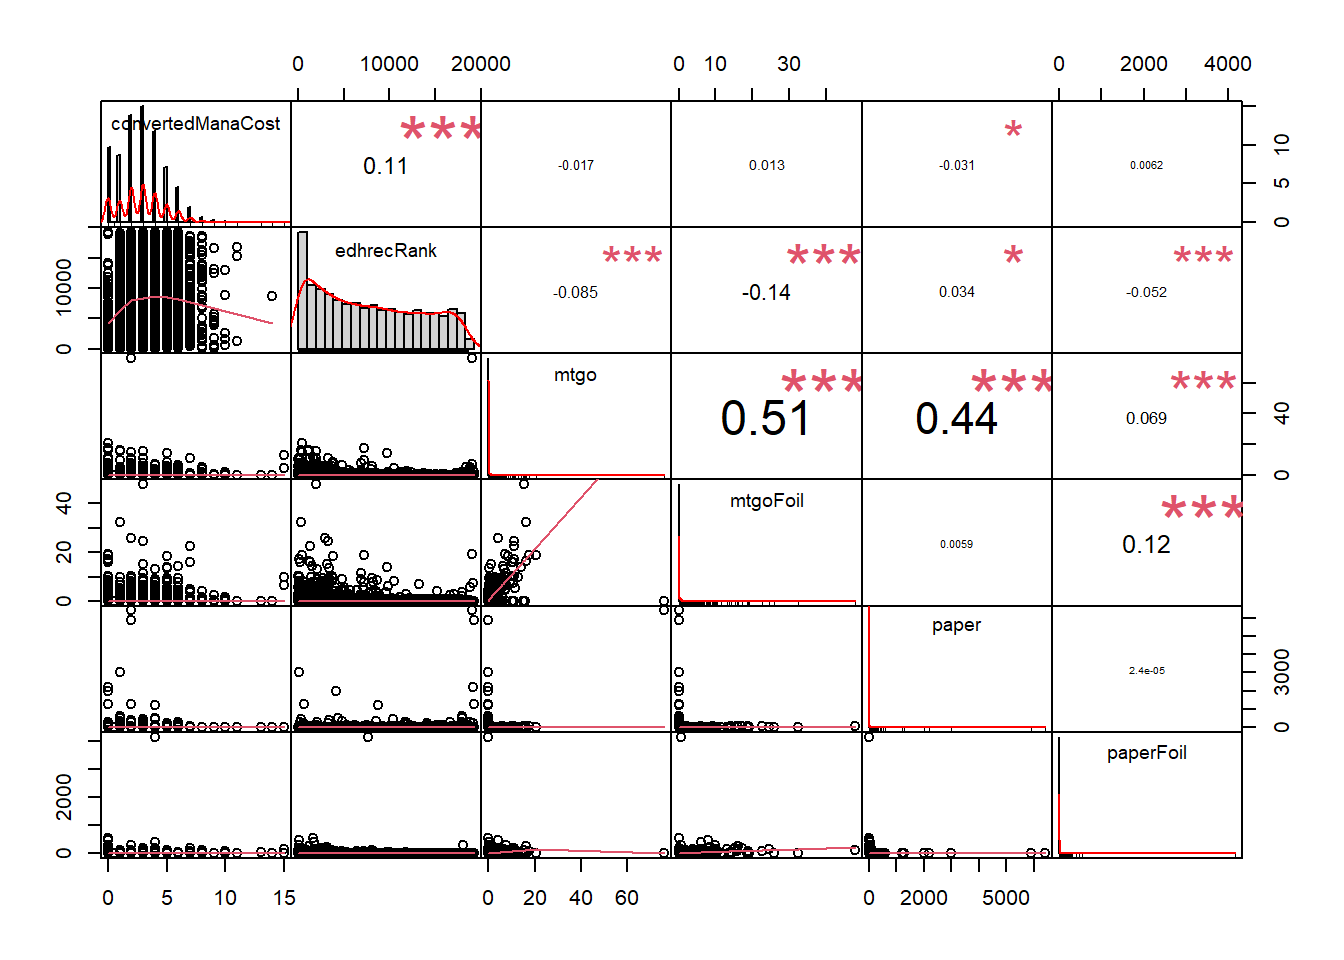 0 10000 20000 0 10 30 0 2000 4000
convertedManaCost *** 0.11 -0.017 0.013 * -0.031 0.0062 0 5 10
0 10000 edhrecRank *** -0.085 *** -0.14 * 0.034 *** -0.052
mtgo *** 0.51 *** 0.44 *** 0.069 0 40
0 20 40 mtgoFoil 0.0059 *** 0.12
paper 2.4e-05 0 3000
0 2000 paperFoil
0 5 10 15 0 20 40 60 0 2000 5000